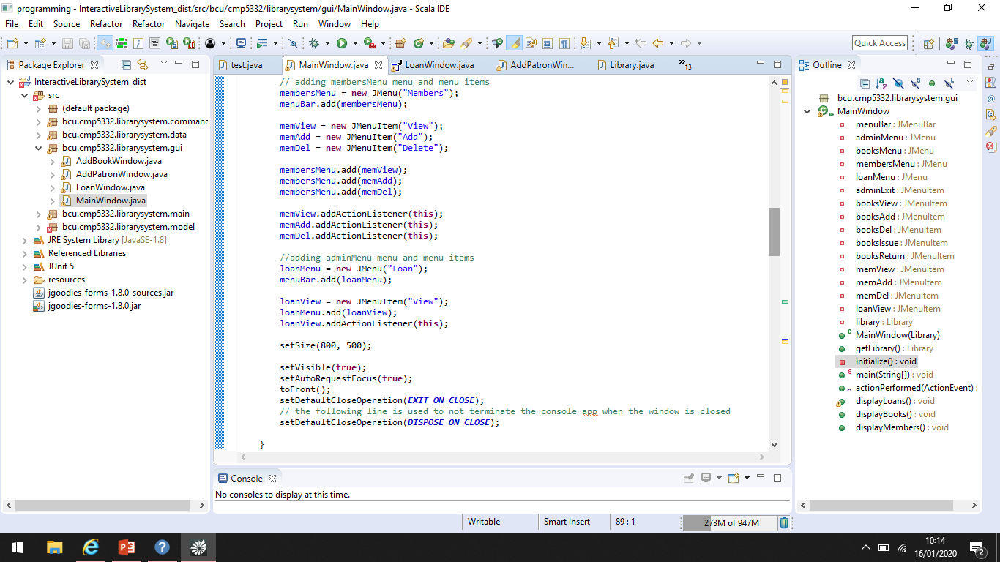 programming - InteractiveLibrarySystem_dist/src/bcu/cmp5332/librarysystem/gui/MainWindow.java - Scala IDE
File Edit Source Refactor Refactor Navigate Search Project Run Window Help
Quick Access
Package Explorer
InteractiveLibrarySystem_dist
src
(default package)
bcu.cmp5332.librarysystem.command
bcu.cmp5332.librarysystem.data
bcu.cmp5332.librarysystem.gui
AddBookWindow.java
AddPatronWindow.java
LoanWindow.java
MainWindow.java
bcu.cmp5332.librarysystem.main
bcu.cmp5332.librarysystem.model
JRE System Library [JavaSE-1.8]
Referenced Libraries
JUnit 5
resources
jgoodies-forms-1.8.0-sources.jar
jgoodies-forms-1.8.0.jar
test.java MainWindow.java LoanWindow.java AddPatronWin... Library.java »13
// adding membersMenu menu and menu items
membersMenu = new JMenu("Members");
menuBar.add(membersMenu);
memView = new JMenuItem("View");
memAdd = new JMenuItem("Add");
memDel = new JMenuItem("Delete");
membersMenu.add(memView);
membersMenu.add(memAdd);
membersMenu.add(memDel);
memView.addActionListener(this);
memAdd.addActionListener(this);
memDel.addActionListener(this);
//adding adminMenu menu and menu items
loanMenu = new JMenu("Loan");
menuBar.add(loanMenu);
loanView = new JMenuItem("View");
loanMenu.add(loanView);
loanView.addActionListener(this);
setSize(800, 500);
setVisible(true);
setAutoRequestFocus(true);
toFront();
setDefaultCloseOperation(EXIT_ON_CLOSE);
// the following line is used to not terminate the console app when the window is closed
setDefaultCloseOperation(DISPOSE_ON_CLOSE);
}
Console
No consoles to display at this time.
Outline
bcu.cmp5332.librarysystem.gui
MainWindow
menuBar : JMenuBar
adminMenu : JMenu
booksMenu : JMenu
membersMenu : JMenu
loanMenu : JMenu
adminExit : JMenuItem
booksView : JMenuItem
booksAdd : JMenuItem
booksDel : JMenuItem
booksIssue : JMenuItem
booksReturn : JMenuItem
memView : JMenuItem
memAdd : JMenuItem
memDel : JMenuItem
loanView : JMenuItem
library : Library
MainWindow(Library)
getLibrary() : Library
initialize() : void
main(String[]) : void
actionPerformed(ActionEvent) :
displayLoans() : void
displayBooks() : void
displayMembers() : void
Writable Smart Insert 89 : 1 273M of 947M
10:14
16/01/2020
2